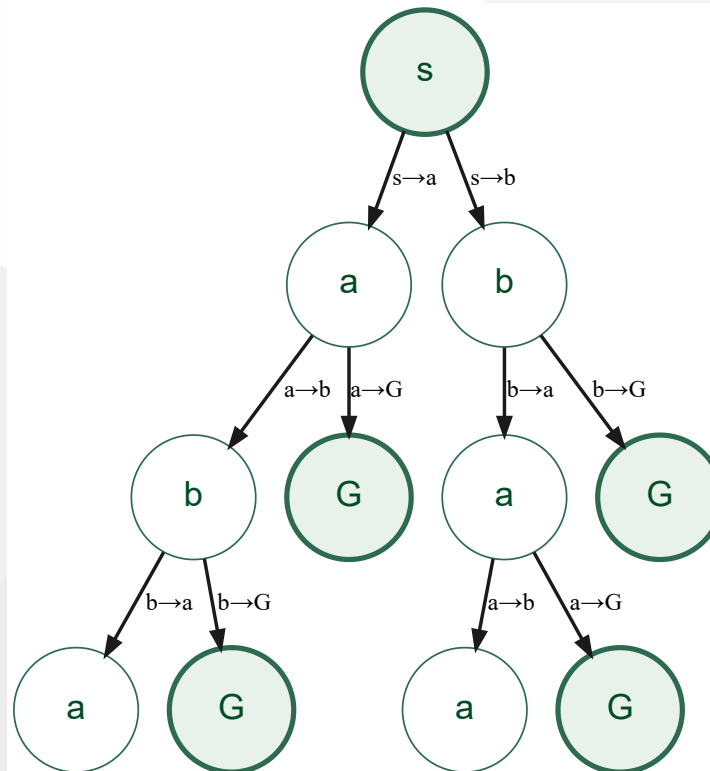 s
s→a s→b
a b
a→b a→G b→a b→G
b G a G
b→a b→G a→b a→G
a G a G